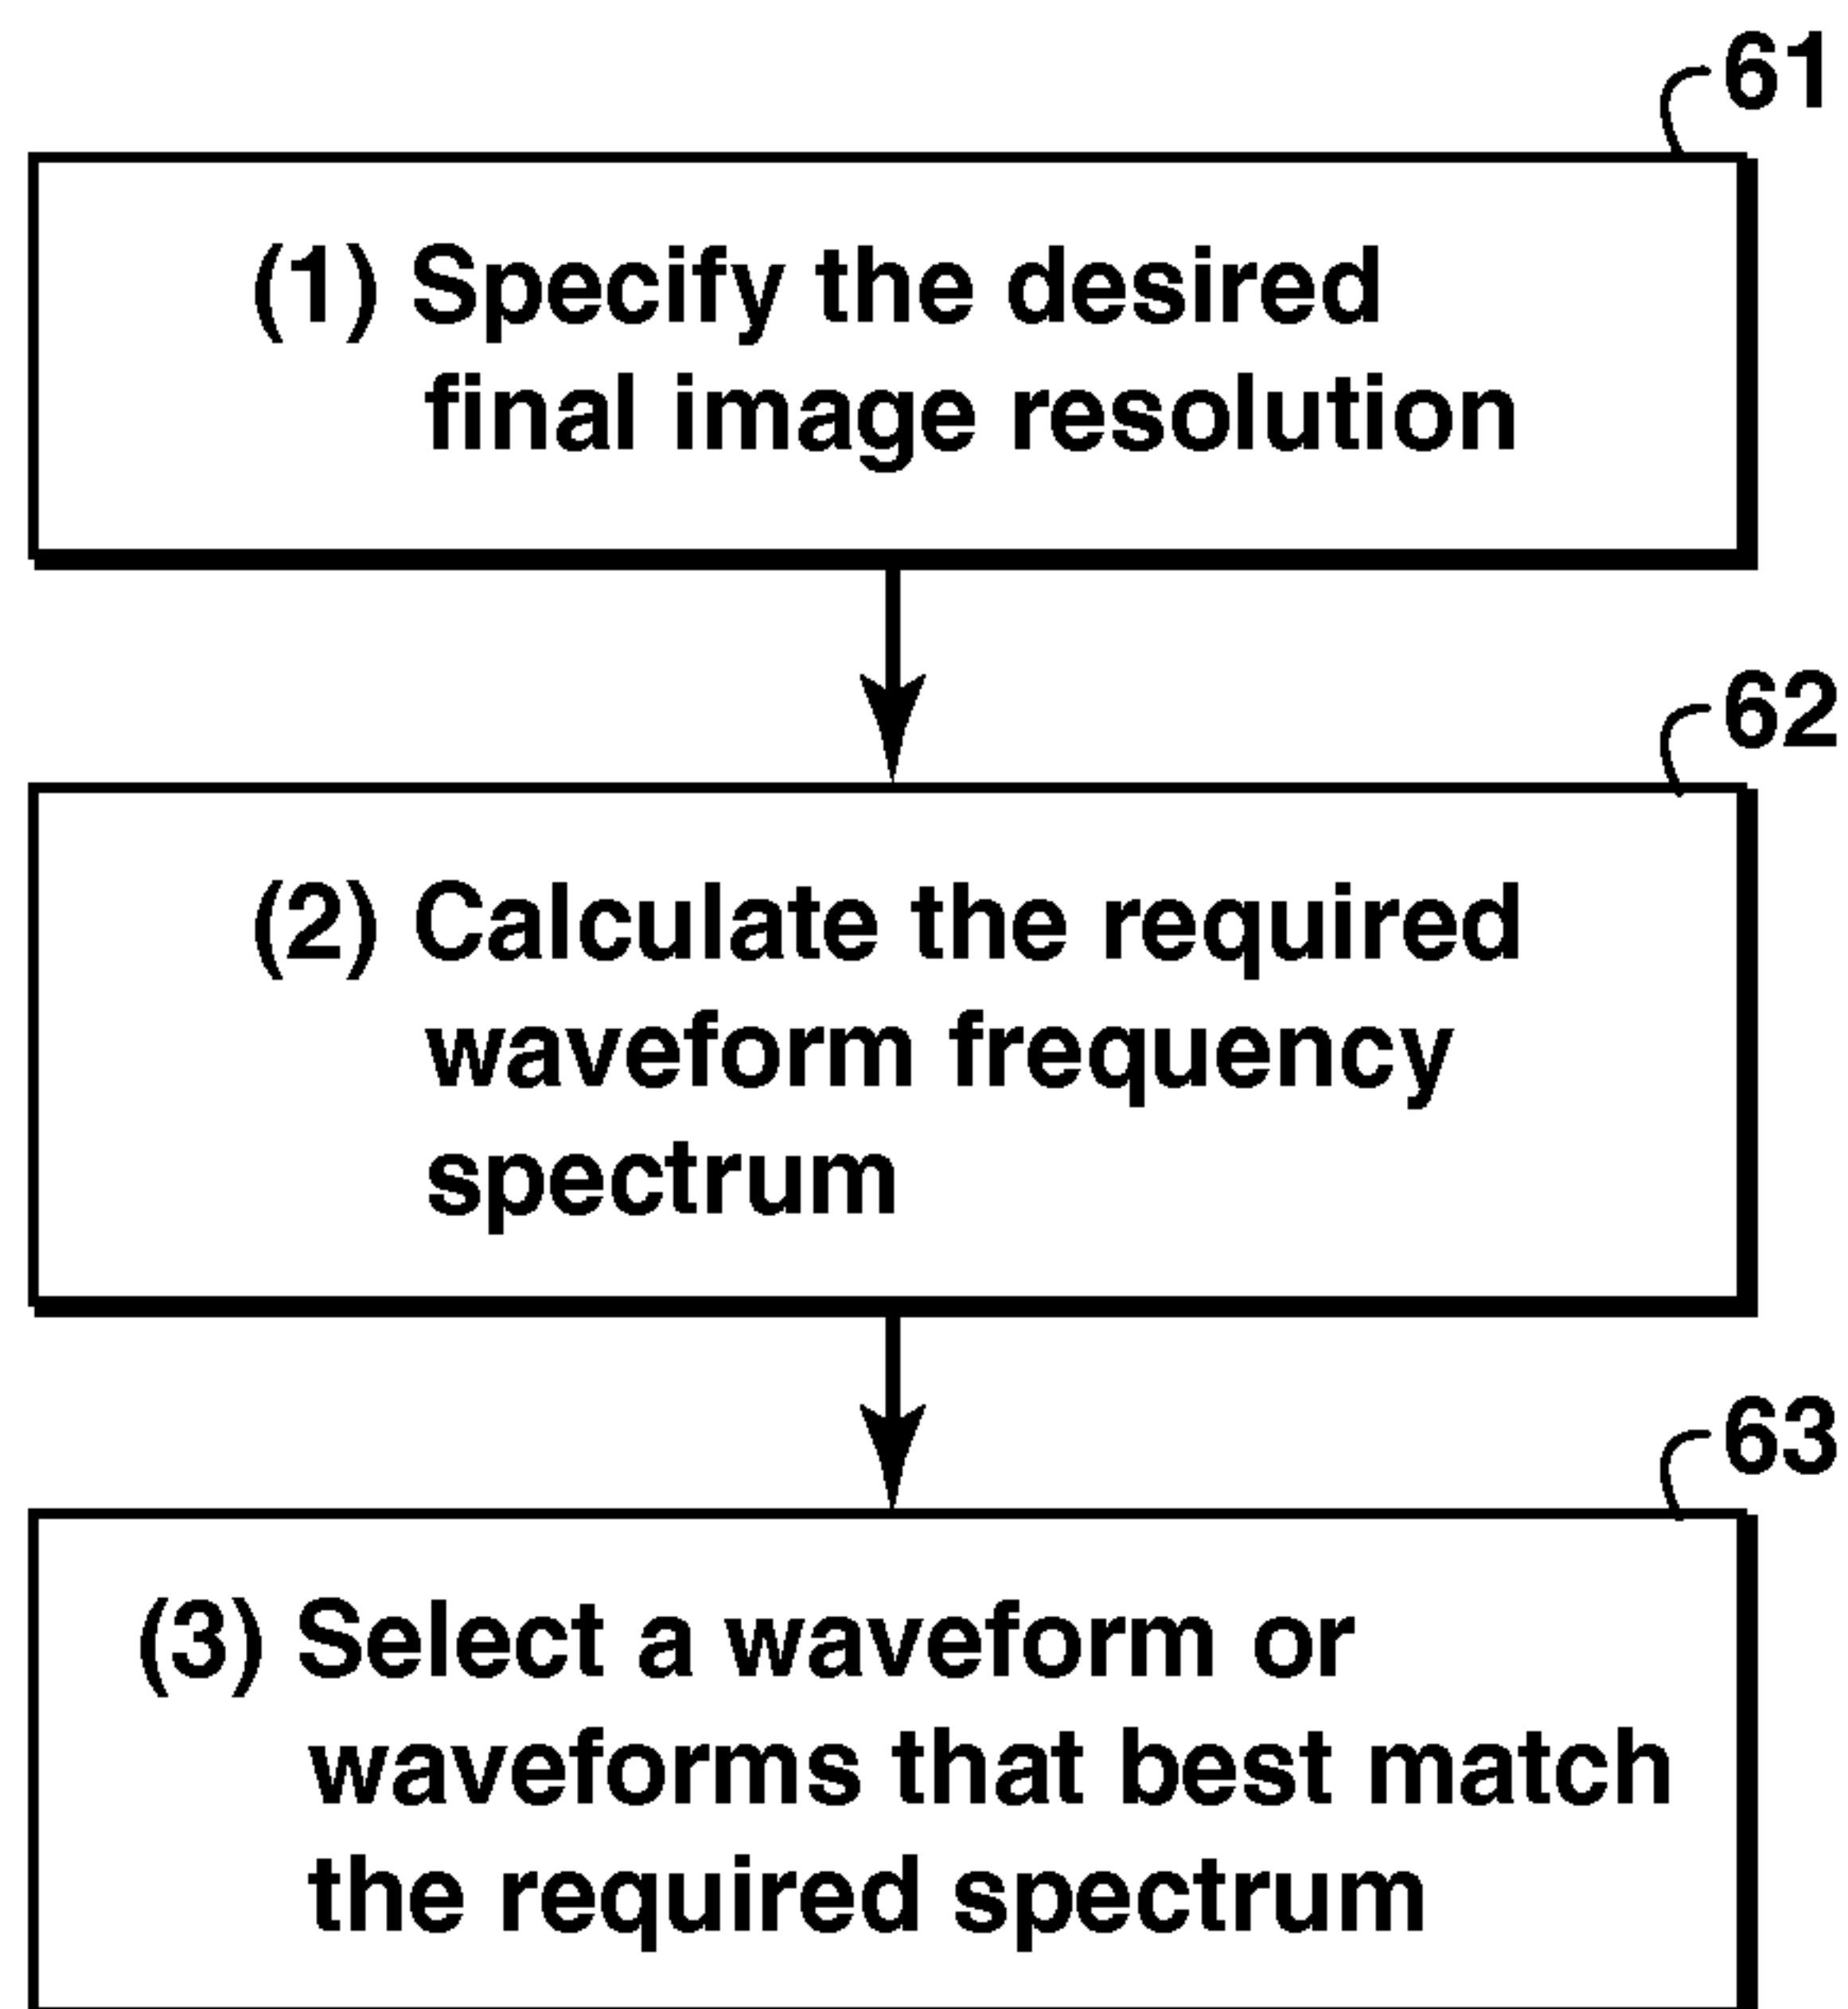 61
(1) Specify the desired
final image resolution
62
(2) Calculate the required
waveform frequency
spectrum
63
(3) Select a waveform or
waveforms that best match
the required spectrum